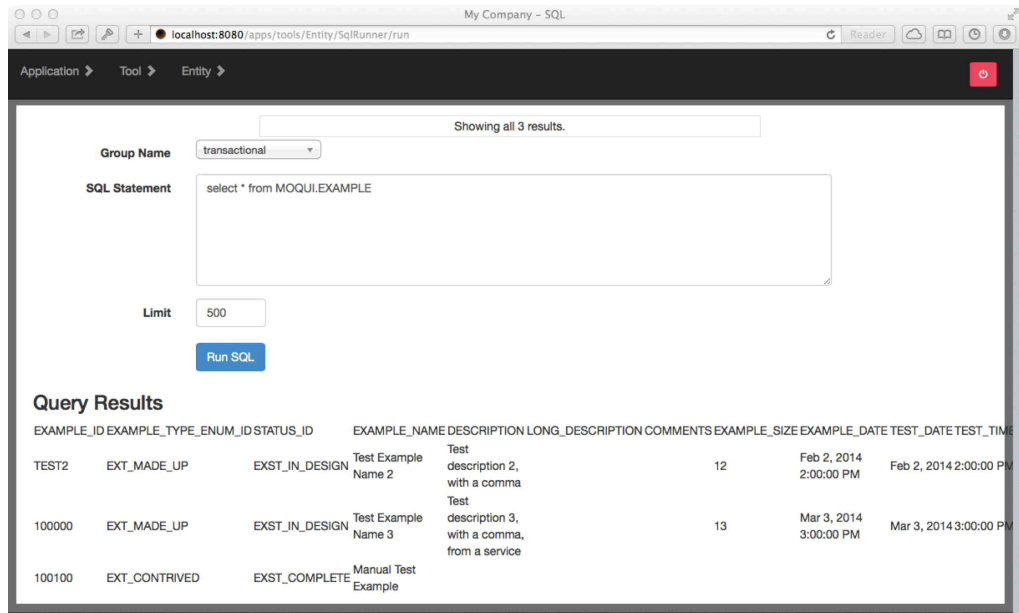 My Company – SQL
localhost:8080/apps/tools/Entity/SqlRunner/run
Reader
Application Tool Entity
Showing all 3 results.
Group Name transactional
SQL Statement select * from MOQUI.EXAMPLE
Limit 500
Run SQL
Query Results
EXAMPLE_ID EXAMPLE_TYPE_ENUM_ID STATUS_ID EXAMPLE_NAME DESCRIPTION LONG_DESCRIPTION COMMENTS EXAMPLE_SIZE EXAMPLE_DATE TEST_DATE TEST_TIME
TEST2 EXT_MADE_UP EXST_IN_DESIGN Test Example Name 2 Test description 2, with a comma 12 Feb 2, 2014 2:00:00 PM Feb 2, 2014 2:00:00 PM
100000 EXT_MADE_UP EXST_IN_DESIGN Test Example Name 3 Test description 3, with a comma, from a service 13 Mar 3, 2014 3:00:00 PM Mar 3, 2014 3:00:00 PM
100100 EXT_CONTRIVED EXST_COMPLETE Manual Test Example